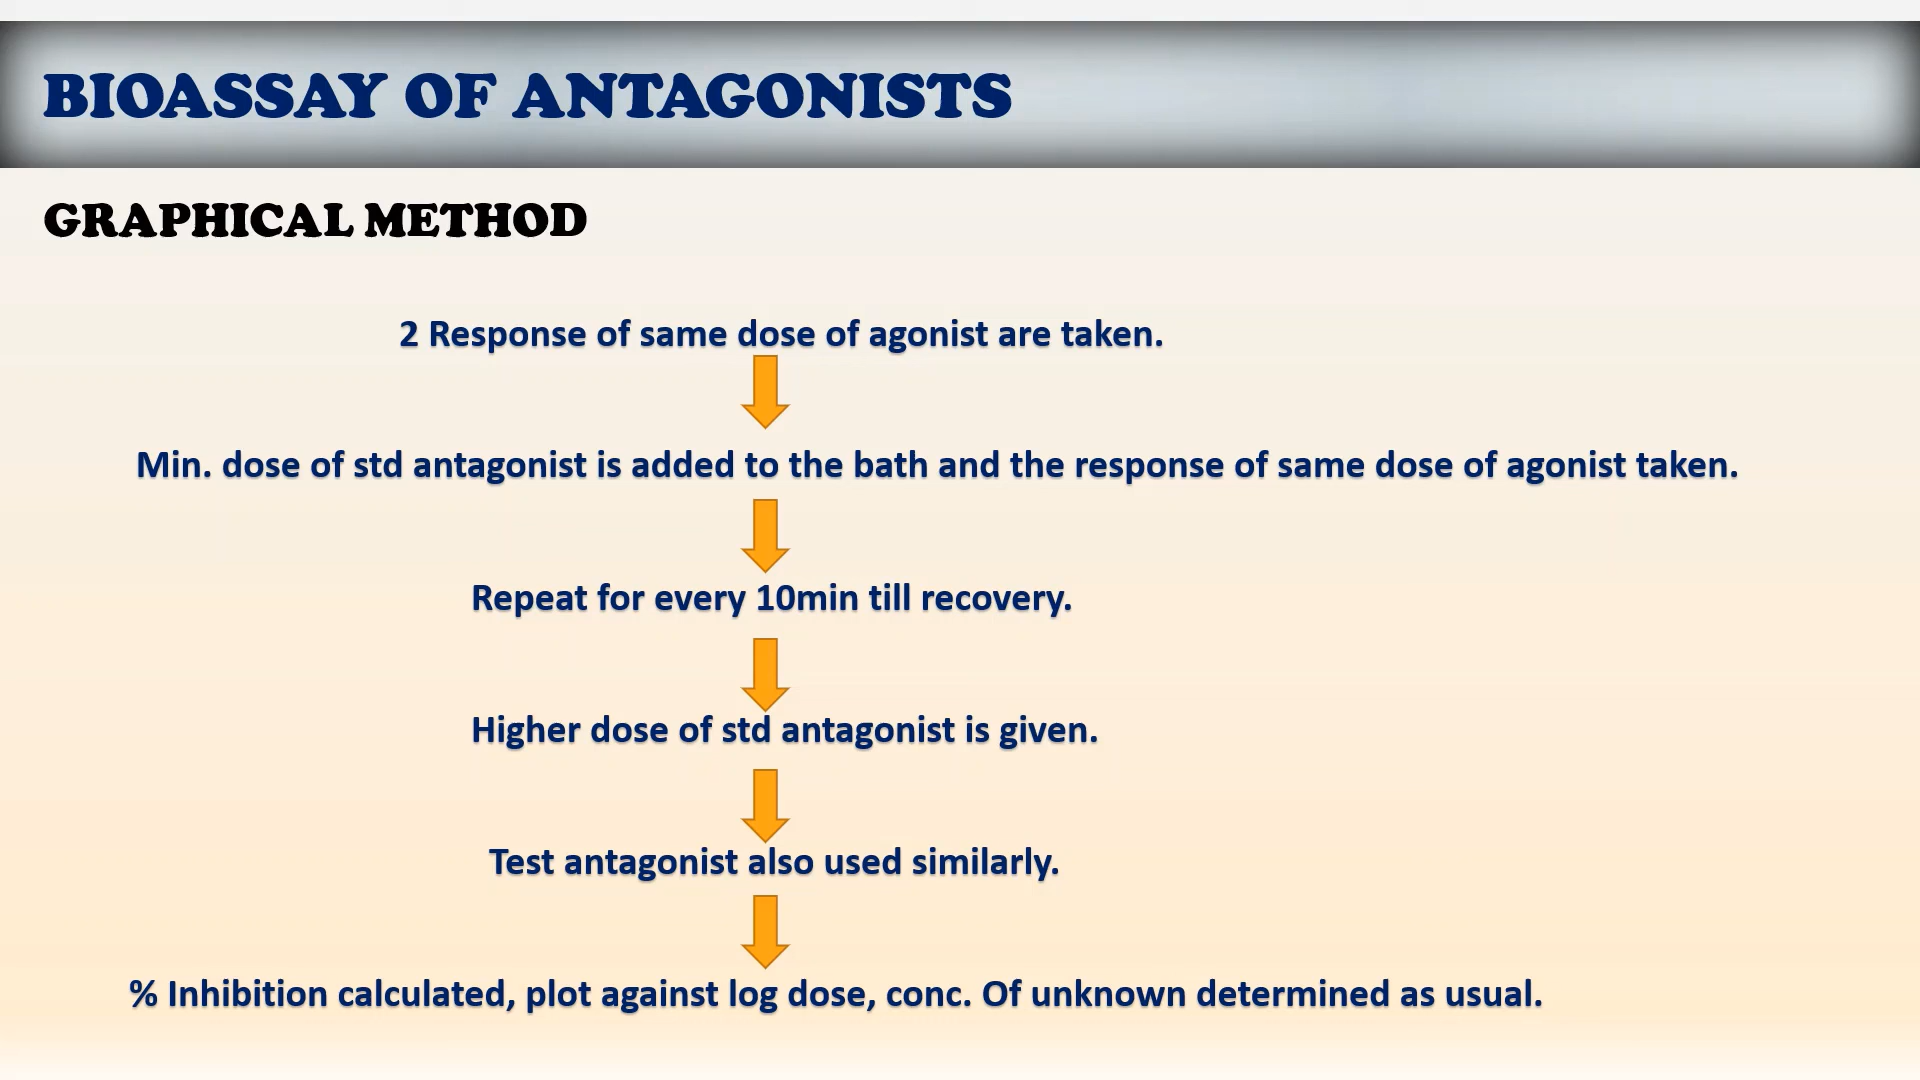 BIOASSAY OF ANTAGONISTS
GRAPHICAL METHOD
2 Response of same dose of agonist are taken.
Min. dose of std antagonist is added to the bath and the response of same dose of agonist taken.
Repeat for every 10min till recovery.
Higher dose of std antagonist is given.
Test antagonist also used similarly.
% Inhibition calculated, plot against log dose, conc. Of unknown determined as usual.